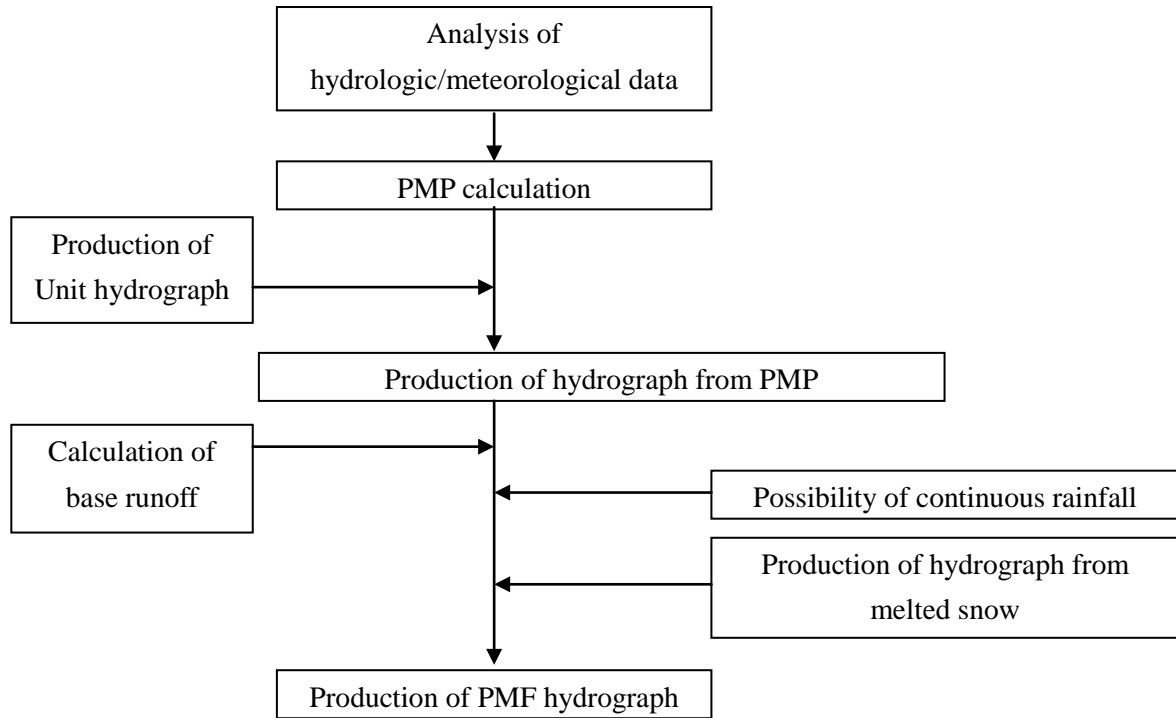 Analysis of
hydrologic/meteorological data
PMP calculation
Production of
Unit hydrograph
Production of hydrograph from PMP
Calculation of
base runoff
Possibility of continuous rainfall
Production of hydrograph from
melted snow
Production of PMF hydrograph